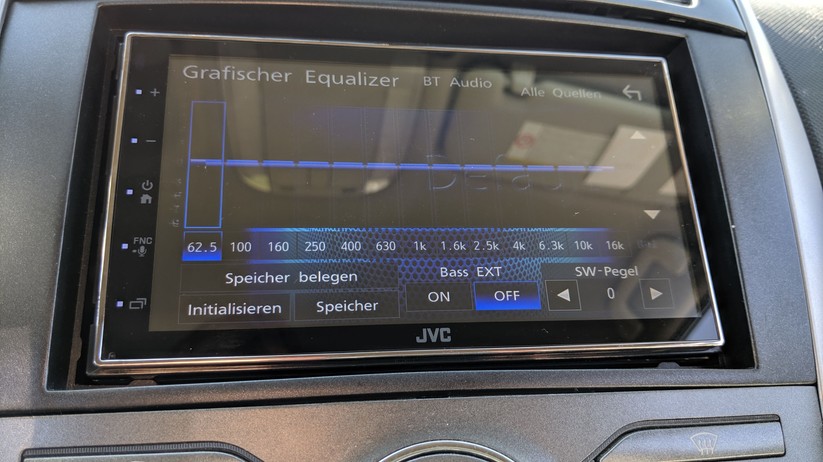 Grafischer Equalizer BT Audio Alle Quellen
+
−
FNC
62.5 100 160 250 400 630 1k 1.6k 2.5k 4k 6.3k 10k 16k
Speicher belegen Bass EXT SW-Pegel
Initialisieren Speicher ON OFF 0
JVC